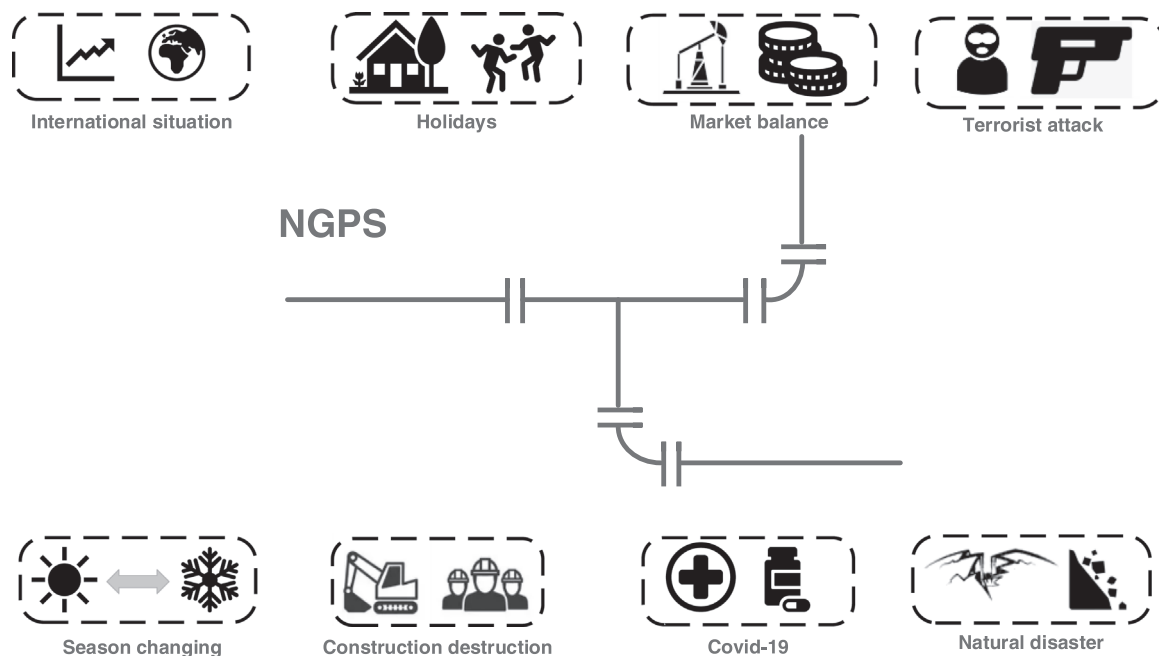 International situation
Holidays
Market balance
Terrorist attack
NGPS
Season changing
Construction destruction
Covid-19
Natural disaster